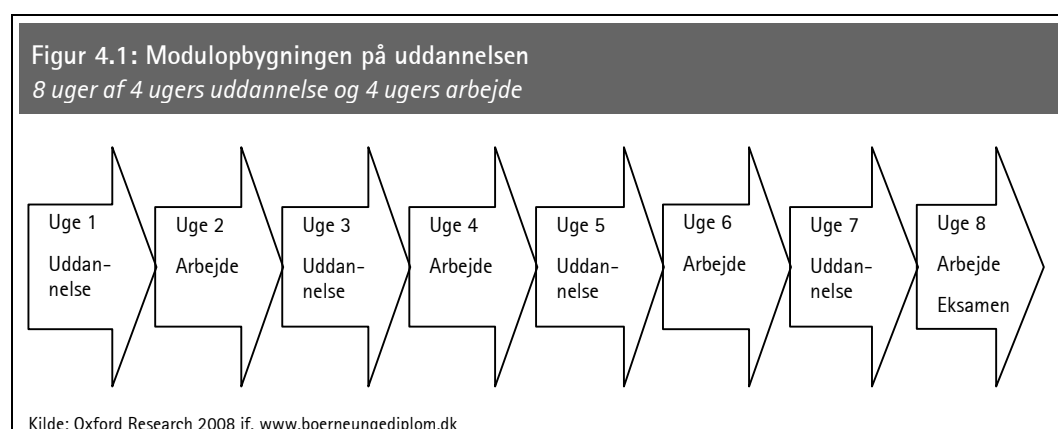 Figur 4.1: Modulopbygningen på uddannelsen
8 uger af 4 ugers uddannelse og 4 ugers arbejde
Uge 1
Uddan-
nelse
Uge 2
Arbejde
Uge 3
Uddan-
nelse
Uge 4
Arbejde
Uge 5
Uddan-
nelse
Uge 6
Arbejde
Uge 7
Uddan-
nelse
Uge 8
Arbejde
Eksamen
Kilde: Oxford Research 2008 jf. www.boerneungediplom.dk